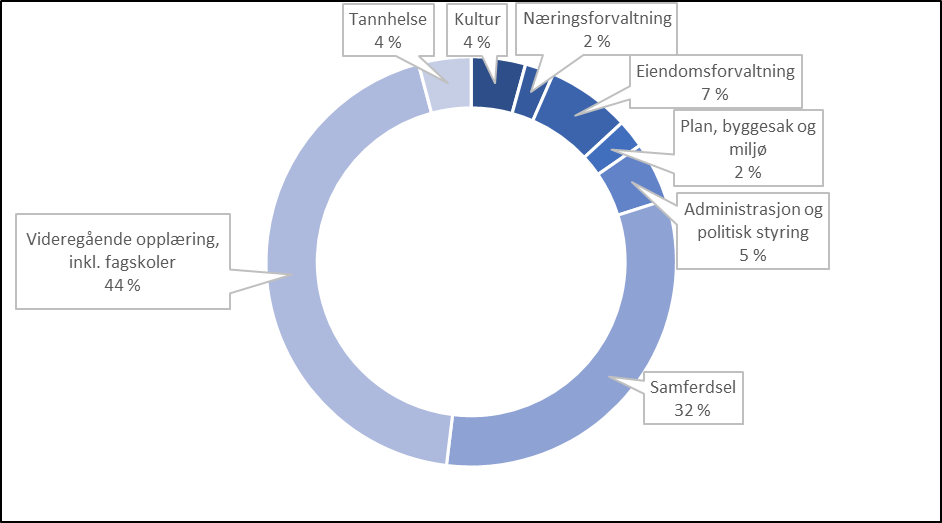 Tannhelse
4 %
Kultur
4 %
Næringsforvaltning
2 %
Eiendomsforvaltning
7 %
Plan, byggesak og
miljø
2 %
Administrasjon og
politisk styring
5 %
Videregående opplæring,
inkl. fagskoler
44 %
Samferdsel
32 %